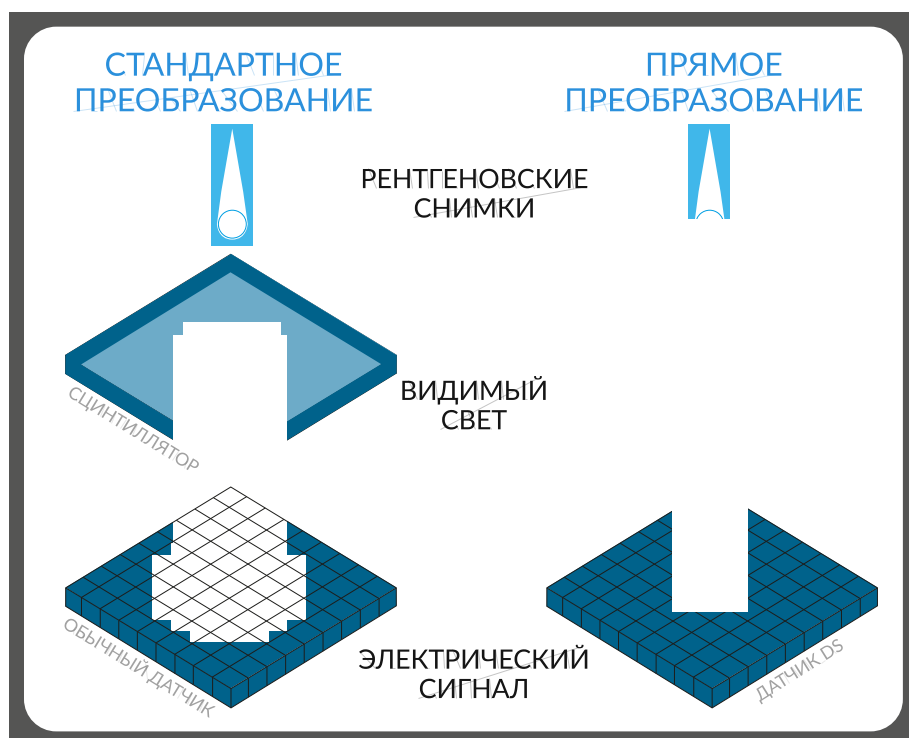 СТАНДАРТНОЕ
ПРЕОБРАЗОВАНИЕ
ПРЯМОЕ
ПРЕОБРАЗОВАНИЕ
РЕНТГЕНОВСКИЕ
СНИМКИ
ВИДИМЫЙ
СВЕТ
СЦИНТИЛЛЯТОР
ОБЫЧНЫЙ ДАТЧИК
ЭЛЕКТРИЧЕСКИЙ
СИГНАЛ
ДАТЧИК DS